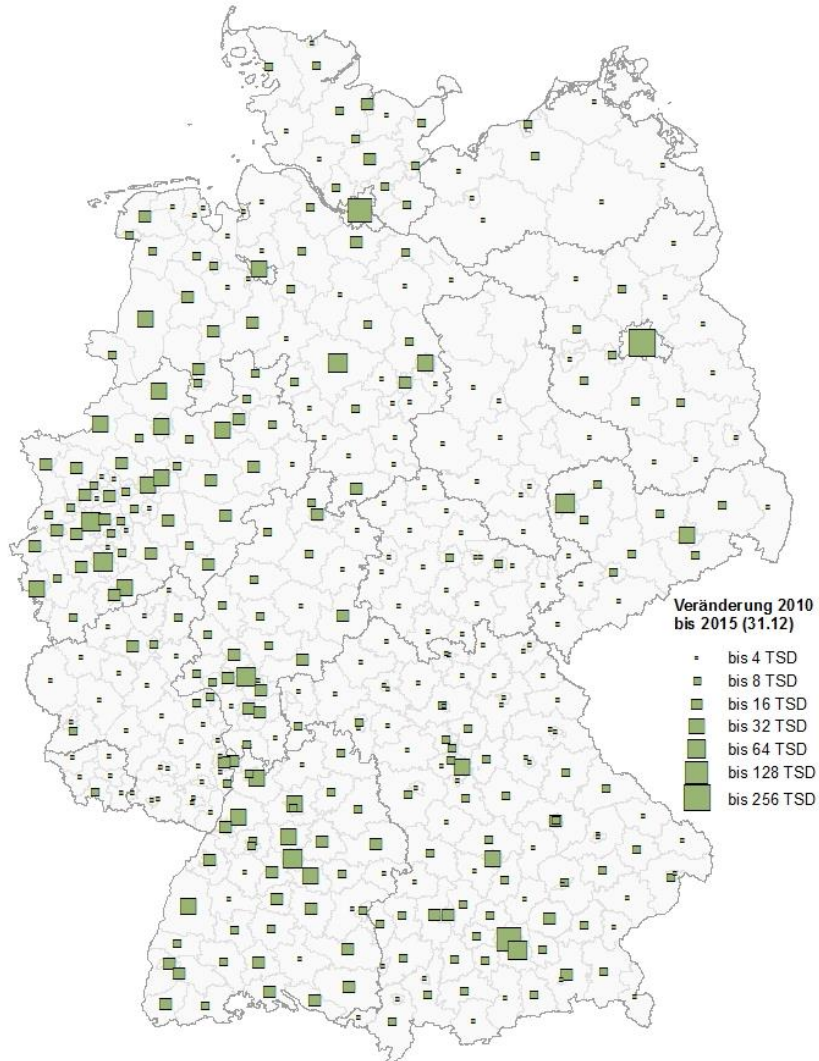 Veränderung 2010
bis 2015 (31.12)
bis 4 TSD
bis 8 TSD
bis 16 TSD
bis 32 TSD
bis 64 TSD
bis 128 TSD
bis 256 TSD